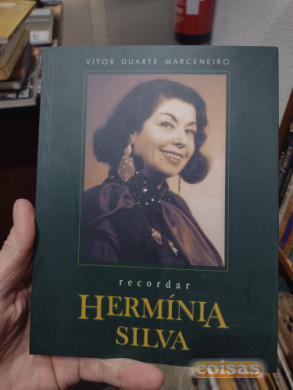 VÍTOR DUARTE MARCENEIRO
recordar
HERMÍNIA
SILVA
coisas